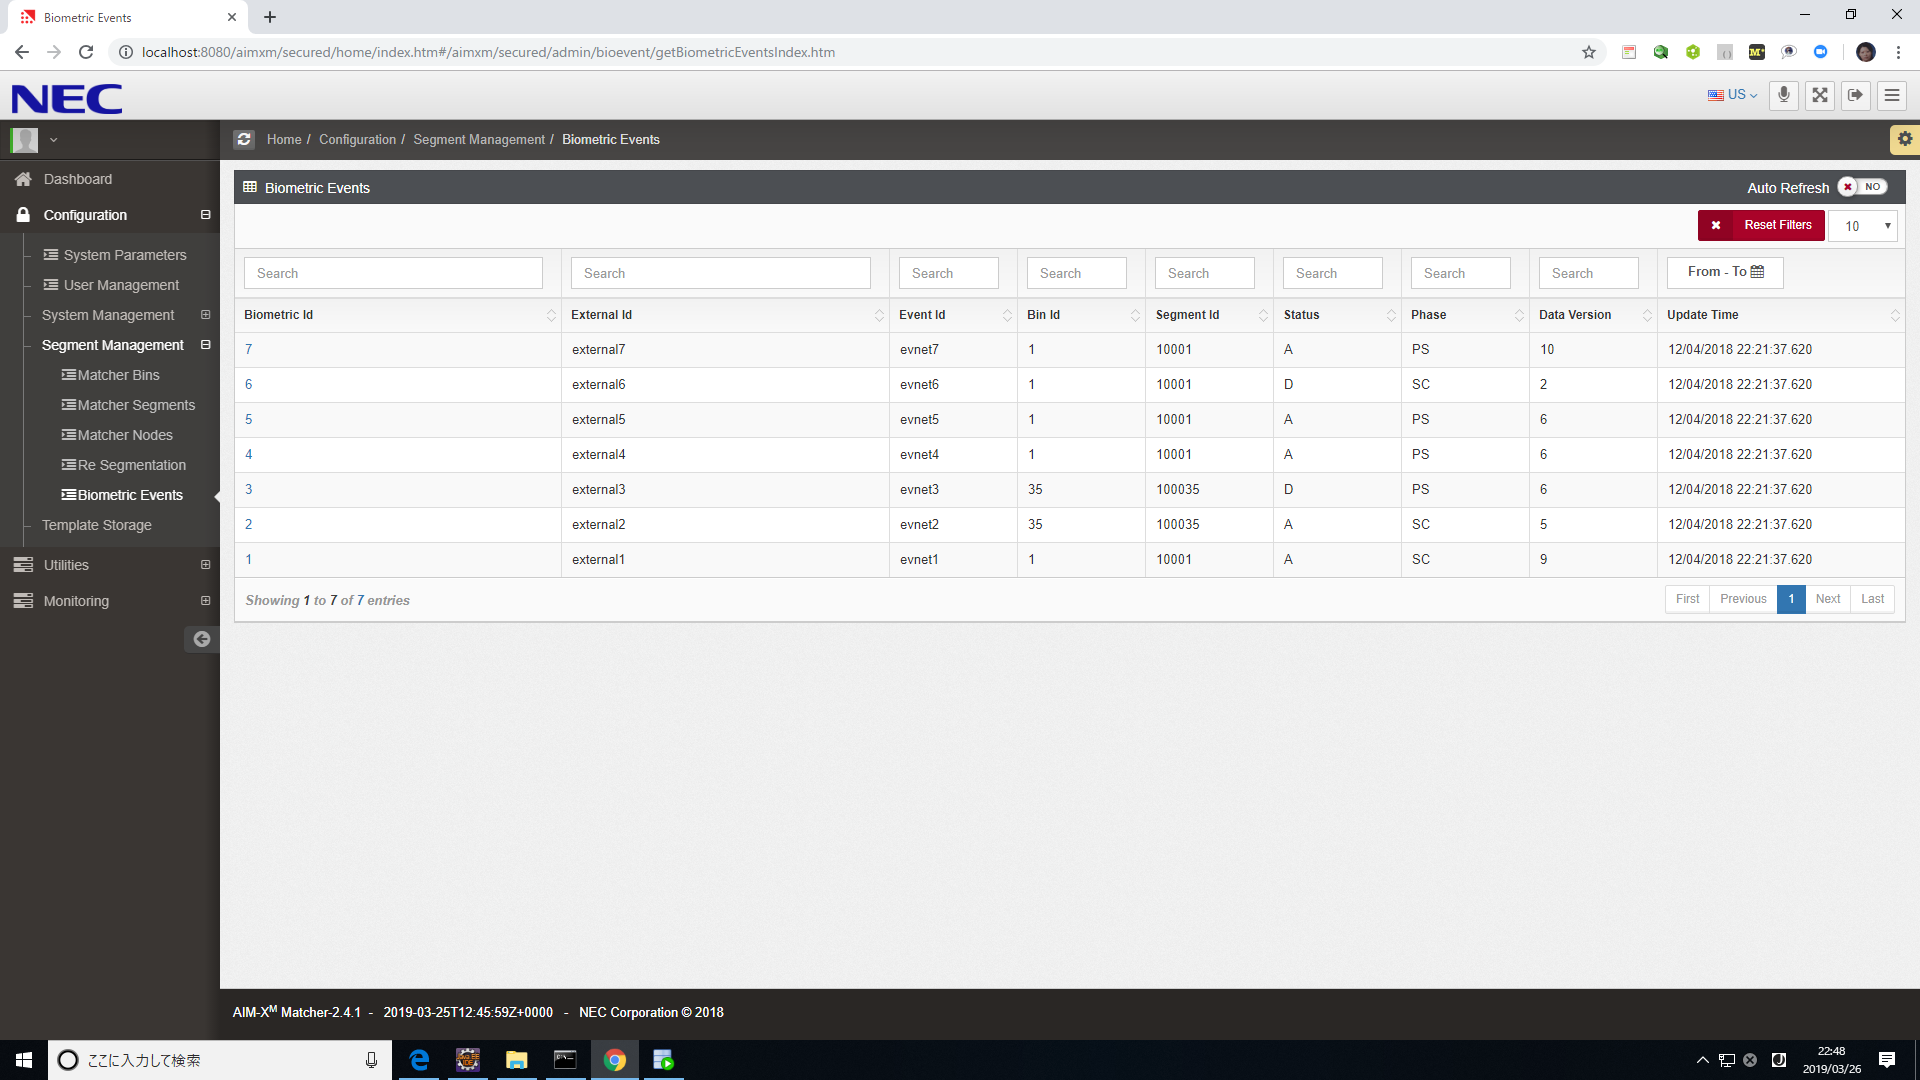 Biometric Events
localhost:8080/aimxm/secured/home/index.htm#/aimxm/secured/admin/bioevent/getBiometricEventsIndex.htm
NEC
US
Home / Configuration / Segment Management / Biometric Events
Dashboard
Configuration
System Parameters
User Management
System Management
Segment Management
Matcher Bins
Matcher Segments
Matcher Nodes
Re Segmentation
Biometric Events
Template Storage
Utilities
Monitoring
Biometric Events
Auto Refresh NO
Reset Filters 10
Search Search Search Search Search Search Search Search From - To
Biometric Id External Id Event Id Bin Id Segment Id Status Phase Data Version Update Time
7 external7 evnet7 1 10001 A PS 10 12/04/2018 22:21:37.620
6 external6 evnet6 1 10001 D SC 2 12/04/2018 22:21:37.620
5 external5 evnet5 1 10001 A PS 6 12/04/2018 22:21:37.620
4 external4 evnet4 1 10001 A PS 6 12/04/2018 22:21:37.620
3 external3 evnet3 35 100035 D PS 6 12/04/2018 22:21:37.620
2 external2 evnet2 35 100035 A SC 5 12/04/2018 22:21:37.620
1 external1 evnet1 1 10001 A SC 9 12/04/2018 22:21:37.620
Showing 1 to 7 of 7 entries
First Previous 1 Next Last
AIM-XM Matcher-2.4.1 - 2019-03-25T12:45:59Z+0000 - NEC Corporation © 2018
ここに入力して検索
22:48
2019/03/26